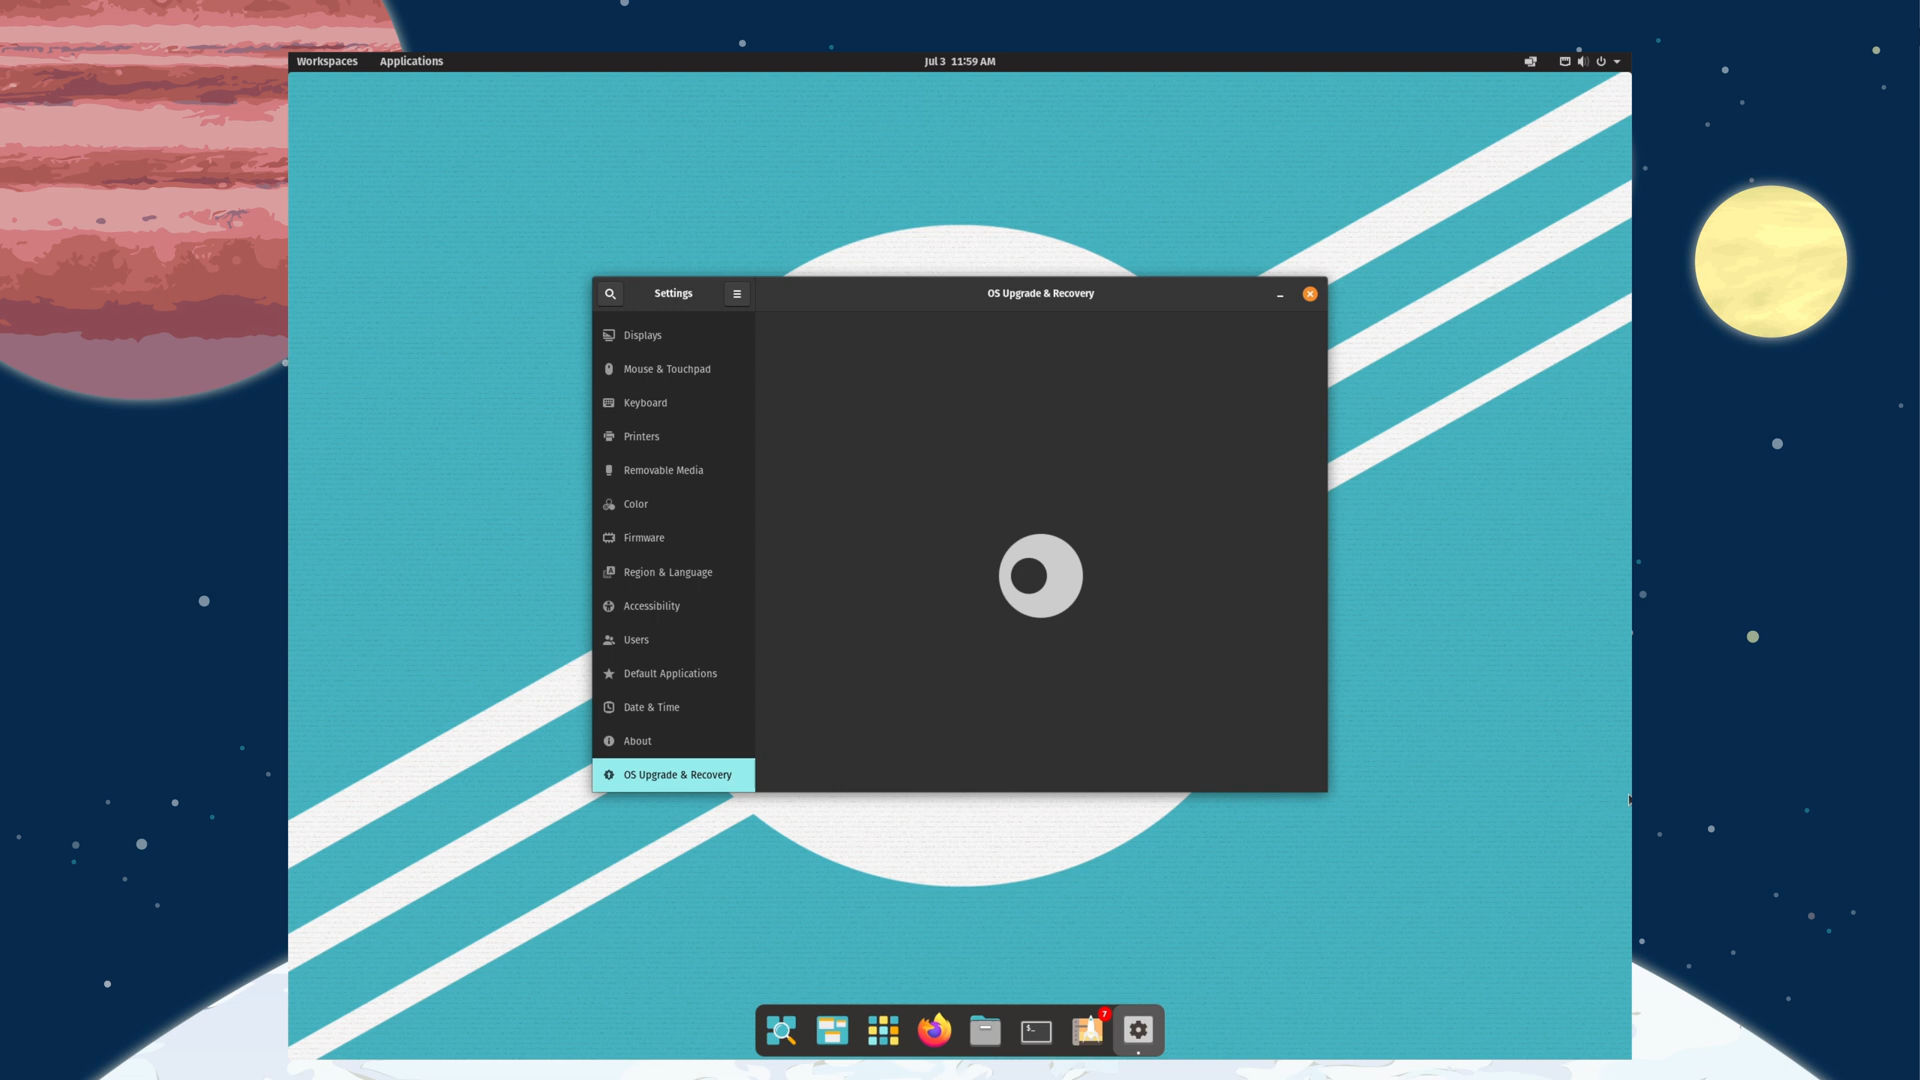 Workspaces Applications Jul 3 11:59 AM
Settings OS Upgrade & Recovery
Displays
Mouse & Touchpad
Keyboard
Printers
Removable Media
Color
Firmware
Region & Language
Accessibility
Users
Default Applications
Date & Time
About
OS Upgrade & Recovery
$_
7